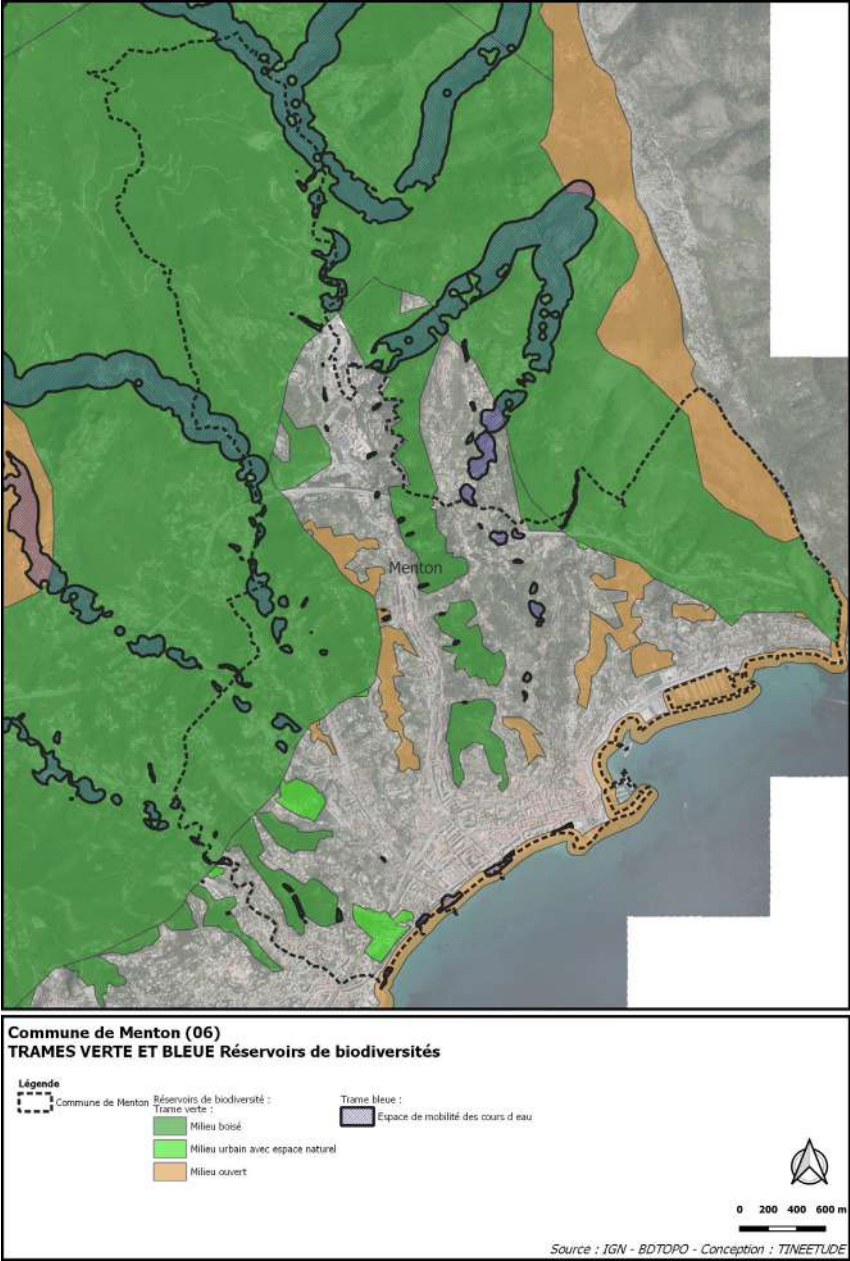 Menton
Commune de Menton (06)
TRAMES VERTE ET BLEUE Réservoirs de biodiversités
Légende
Commune de Menton
Réservoirs de biodiversité :
Trame verte :
Milieu boisé
Milieu urbain avec espace naturel
Milieu ouvert
Trame bleue :
Espace de mobilité des cours d eau
0 200 400 600 m
Source : IGN - BDTOPO - Conception : TINEETUDE